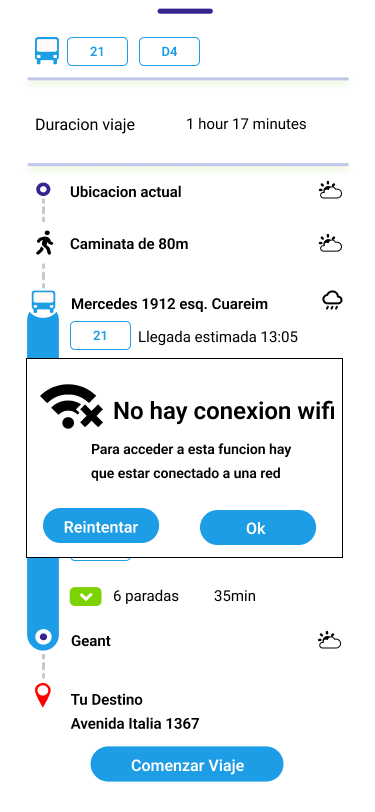 21 D4
Duracion viaje 1 hour 17 minutes
Ubicacion actual
Caminata de 80m
Mercedes 1912 esq. Cuareim
21 Llegada estimada 13:05
No hay conexion wifi
Para acceder a esta funcion hay
que estar conectado a una red
Reintentar Ok
6 paradas 35min
Geant
Tu Destino
Avenida Italia 1367
Comenzar Viaje